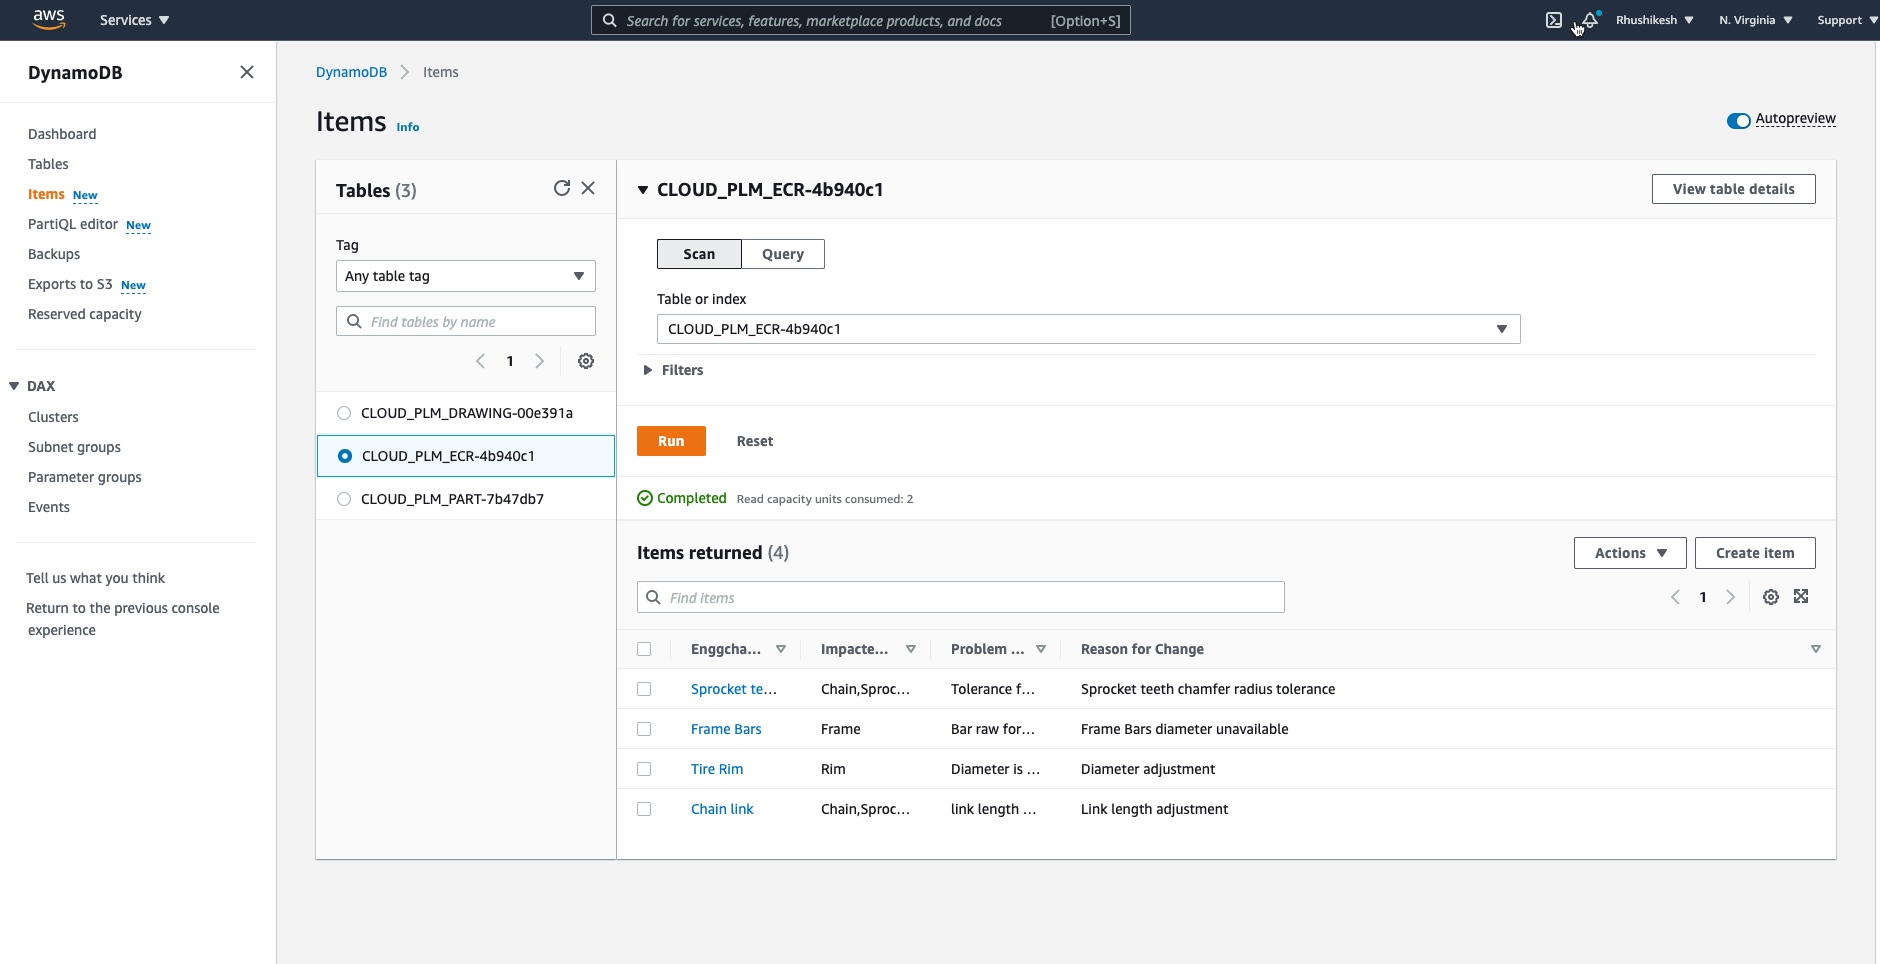 aws
Services
Search for services, features, marketplace products, and docs [Option+S]
Rhushikesh
N. Virginia
Support
DynamoDB
Dashboard
Tables
Items New
PartiQL editor New
Backups
Exports to S3 New
Reserved capacity
DAX
Clusters
Subnet groups
Parameter groups
Events
Tell us what you think
Return to the previous console
experience
DynamoDB Items
Items Info
Autopreview
Tables (3)
Tag
Any table tag
Find tables by name
1
CLOUD_PLM_DRAWING-00e391a
CLOUD_PLM_ECR-4b940c1
CLOUD_PLM_PART-7b47db7
CLOUD_PLM_ECR-4b940c1
View table details
Scan Query
Table or index
CLOUD_PLM_ECR-4b940c1
Filters
Run Reset
Completed Read capacity units consumed: 2
Items returned (4)
Actions Create item
Find items
1
Enggcha... Impacte... Problem ... Reason for Change
Sprocket te... Chain,Sproc... Tolerance f... Sprocket teeth chamfer radius tolerance
Frame Bars Frame Bar raw for... Frame Bars diameter unavailable
Tire Rim Rim Diameter is ... Diameter adjustment
Chain link Chain,Sproc... link length ... Link length adjustment